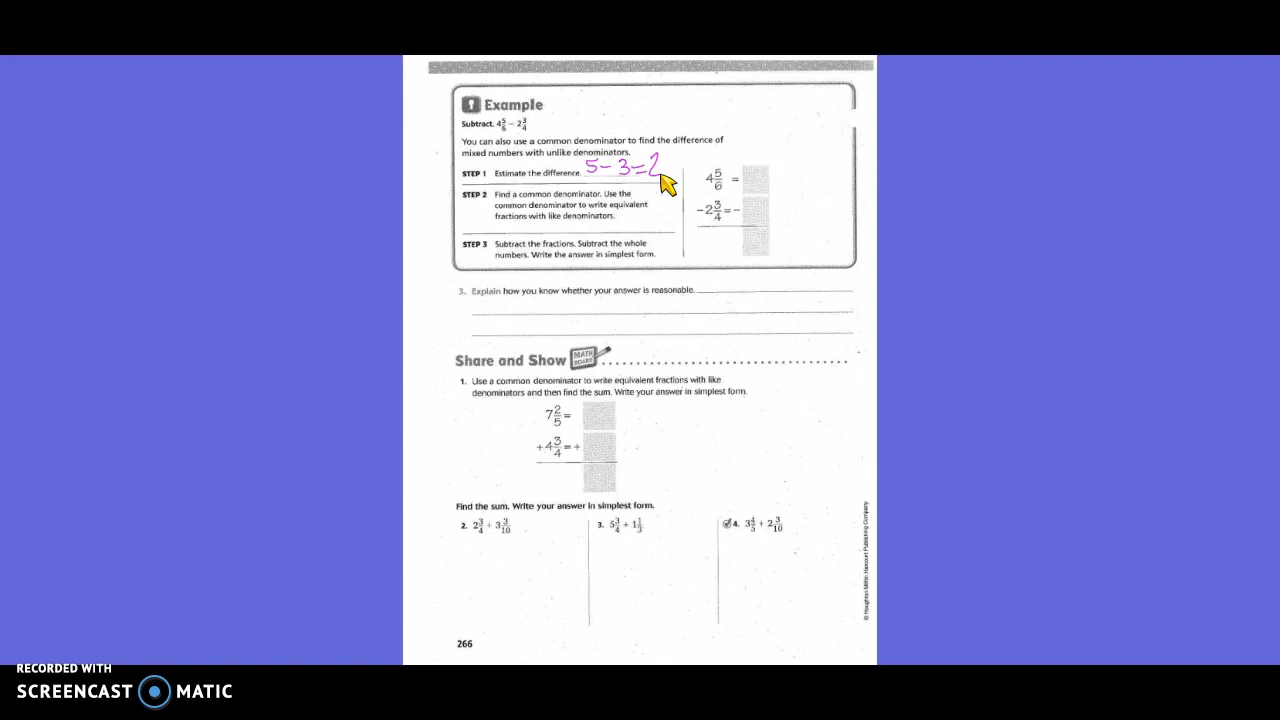 Example
Subtract. 4 5/6 − 2 3/4
You can also use a common denominator to find the difference of
mixed numbers with unlike denominators.
STEP 1 Estimate the difference. 5 − 3 = 2
STEP 2 Find a common denominator. Use the
common denominator to write equivalent
fractions with like denominators.
STEP 3 Subtract the fractions. Subtract the whole
numbers. Write the answer in simplest form.
4 5/6 =
− 2 3/4 = −
3. Explain how you know whether your answer is reasonable.
Share and Show MATH BOARD
1. Use a common denominator to write equivalent fractions with like
denominators and then find the sum. Write your answer in simplest form.
7 2/5 =
+ 4 3/4 = +
Find the sum. Write your answer in simplest form.
2. 2 3/4 + 3 3/10
3. 5 3/4 + 1 1/3
4. 3 4/5 + 2 3/10
© Houghton Mifflin Harcourt Publishing Company
266
RECORDED WITH
SCREENCAST MATIC